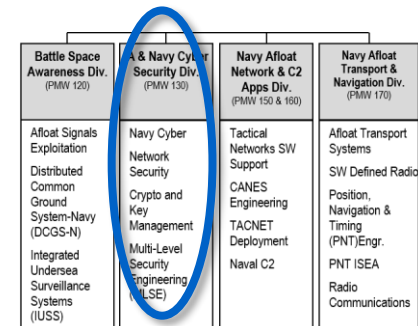 Battle Space
Awareness Div.
(PMW 120)
Afloat Signals
Exploitation
Distributed
Common
Ground
System-Navy
(DCGS-N)
Integrated
Undersea
Surveillance
Systems
(IUSS)
A & Navy Cyber
Security Div.
(PMW 130)
Navy Cyber
Network
Security
Crypto and
Key
Management
Multi-Level
Security
Engineering
(MLSE)
Navy Afloat
Network & C2
Apps Div.
(PMW 150 & 160)
Tactical
Networks SW
Support
CANES
Engineering
TACNET
Deployment
Naval C2
Navy Afloat
Transport &
Navigation Div.
(PMW 170)
Afloat Transport
Systems
SW Defined Radio
Position,
Navigation &
Timing
(PNT)Engr.
PNT ISEA
Radio
Communications